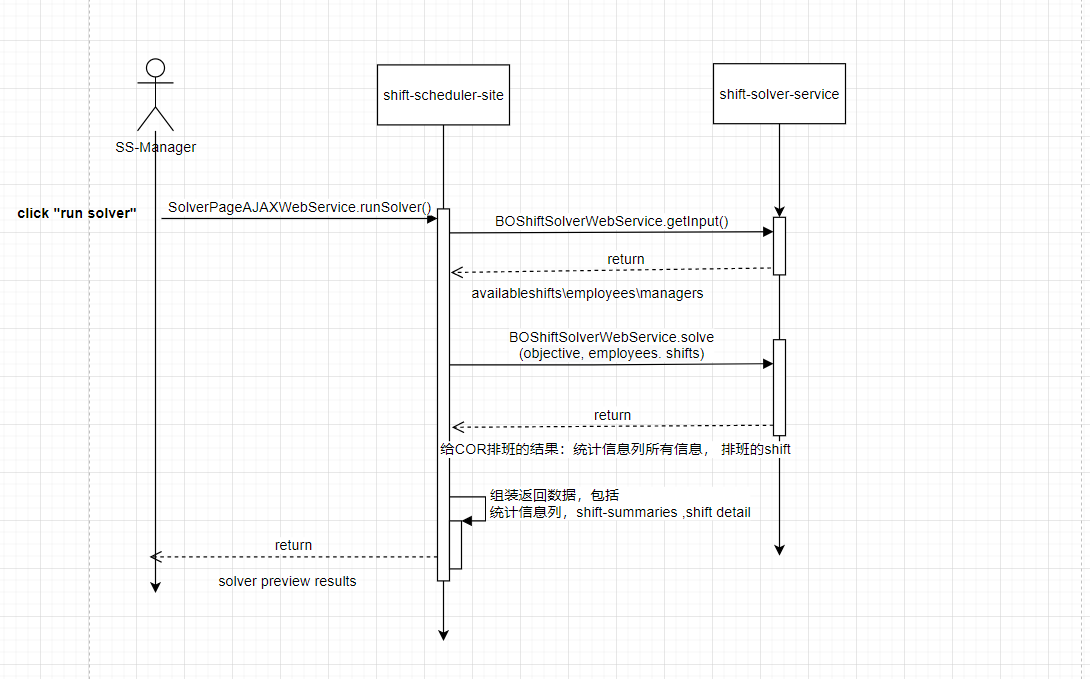 shift-scheduler-site
shift-solver-service
SS-Manager
click "run solver"
SolverPageAJAXWebService.runSolver()
BOShiftSolverWebService.getInput()
return
availableshifts\employees\managers
BOShiftSolverWebService.solve
(objective, employees. shifts)
return
给COR排班的结果：统计信息列所有信息， 排班的shift
组装返回数据，包括
统计信息列，shift-summaries ,shift detail
return
solver preview results